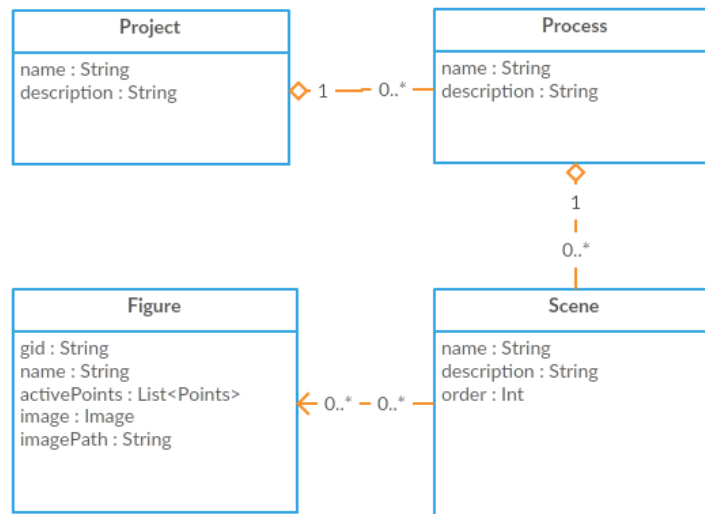 Project
name : String
description : String
1
0..*
Process
name : String
description : String
1
0..*
Figure
gid : String
name : String
activePoints : List<Points>
image : Image
imagePath : String
0..*
0..*
Scene
name : String
description : String
order : Int